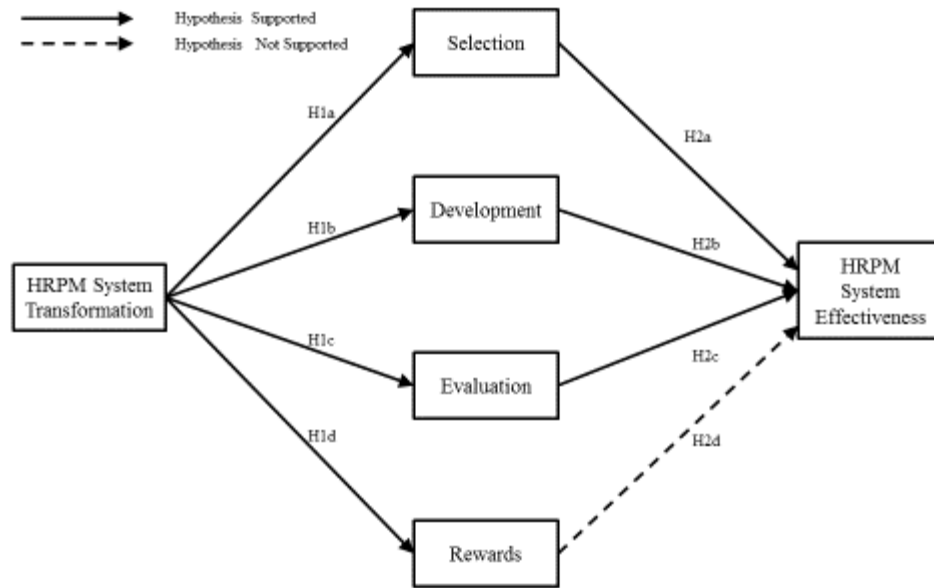 Hypothesis Supported
Hypothesis Not Supported
Selection
H1a
H2a
Development
H1b
H2b
HRPM System
Transformation
HRPM
System
Effectiveness
H1c
H2c
Evaluation
H1d
H2d
Rewards